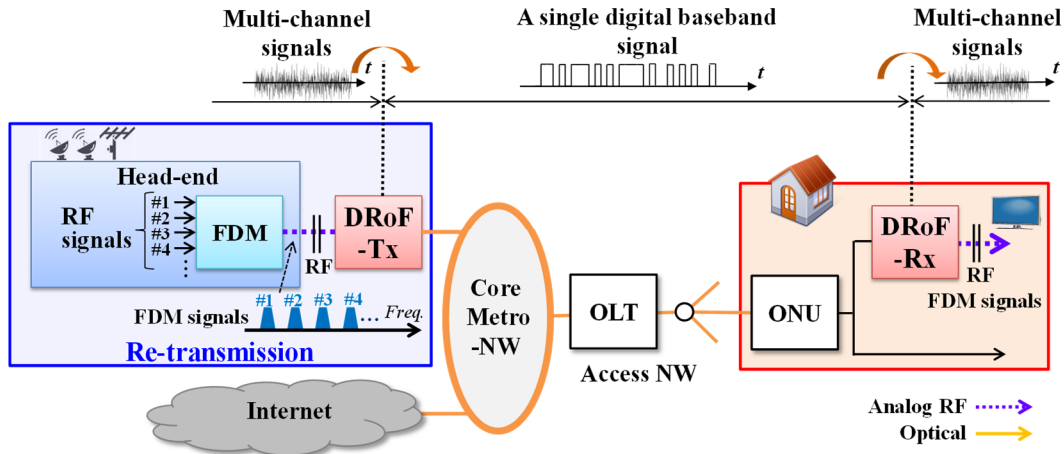 Multi-channel
signals
t
A single digital baseband
signal
t
Multi-channel
signals
t
Head-end
RF
signals
#1
#2
#3
#4
FDM
RF
DRoF
-Tx
#1 #2 #3 #4
FDM signals
... Freq.
Re-transmission
Internet
Core
Metro
-NW
OLT
Access NW
ONU
DRoF
-Rx
RF
FDM signals
Analog RF
Optical